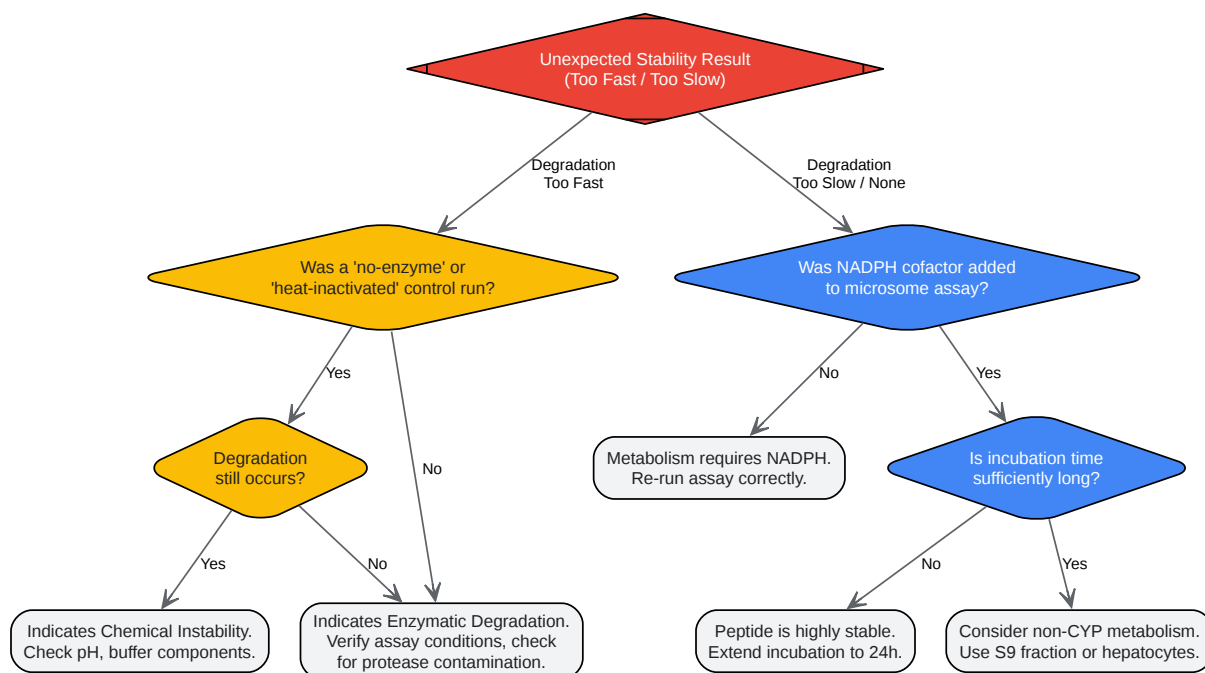 Unexpected Stability Result
(Too Fast / Too Slow)
Degradation
Too Fast
Degradation
Too Slow / None
Was a 'no-enzyme' or
'heat-inactivated' control run?
Was NADPH cofactor added
to microsome assay?
Yes
No
No
Yes
Degradation
still occurs?
Metabolism requires NADPH.
Re-run assay correctly.
Is incubation time
sufficiently long?
Yes
No
No
Yes
Indicates Chemical Instability.
Check pH, buffer components.
Indicates Enzymatic Degradation.
Verify assay conditions, check
for protease contamination.
Peptide is highly stable.
Extend incubation to 24h.
Consider non-CYP metabolism.
Use S9 fraction or hepatocytes.